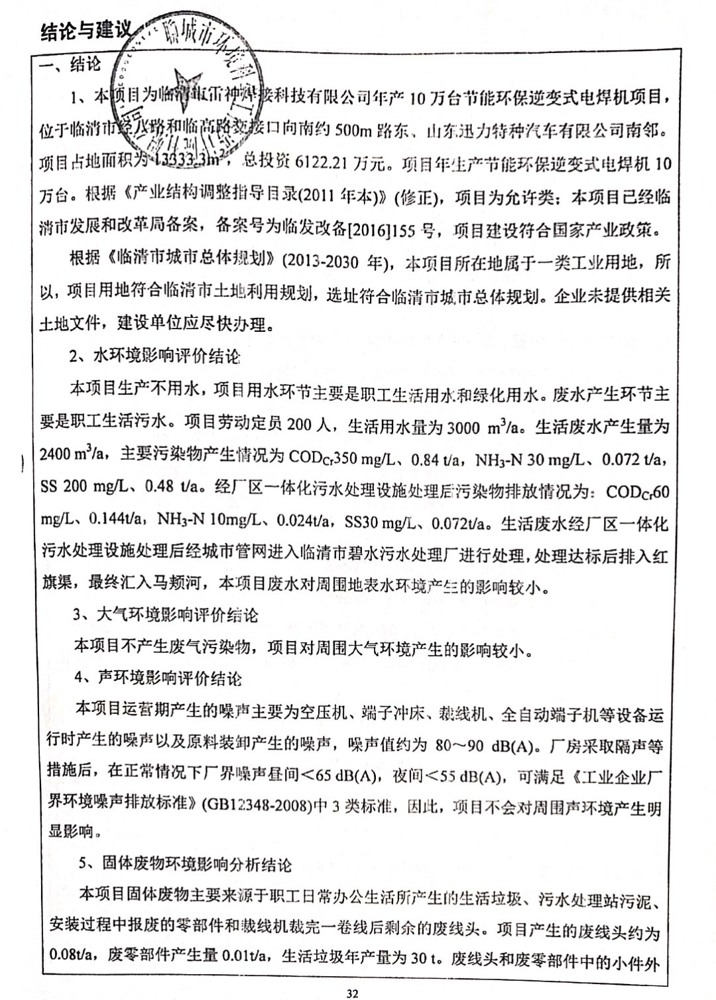 结论与建议
聊城市环境科
一、结论
1、本项目为临清市雷神焊接科技有限公司年产 10 万台节能环保逆变式电焊机项目，
位于临清市经八路和临高路交接口向南约 500m 路东、山东迅力特种汽车有限公司南邻。
项目占地面积为 13333.3m²，总投资 6122.21 万元。项目年生产节能环保逆变式电焊机 10
万台。根据《产业结构调整指导目录(2011 年本)》(修正)，项目为允许类；本项目已经临
清市发展和改革局备案，备案号为临发改备[2016]155 号，项目建设符合国家产业政策。
根据《临清市城市总体规划》(2013-2030 年)，本项目所在地属于一类工业用地，所
以，项目用地符合临清市土地利用规划，选址符合临清市城市总体规划。企业未提供相关
土地文件，建设单位应尽快办理。
2、水环境影响评价结论
本项目生产不用水，项目用水环节主要是职工生活用水和绿化用水。废水产生环节主
要是职工生活污水。项目劳动定员 200 人，生活用水量为 3000 m³/a。生活废水产生量为
2400 m³/a，主要污染物产生情况为 CODCr350 mg/L、0.84 t/a，NH₃-N 30 mg/L、0.072 t/a，
SS 200 mg/L、0.48 t/a。经厂区一体化污水处理设施处理后污染物排放情况为：CODCr60
mg/L、0.144t/a，NH₃-N 10mg/L、0.024t/a，SS30 mg/L、0.072t/a。生活废水经厂区一体化
污水处理设施处理后经城市管网进入临清市碧水污水处理厂进行处理，处理达标后排入红
旗渠，最终汇入马颊河，本项目废水对周围地表水环境产生的影响较小。
3、大气环境影响评价结论
本项目不产生废气污染物，项目对周围大气环境产生的影响较小。
4、声环境影响评价结论
本项目运营期产生的噪声主要为空压机、端子冲床、裁线机、全自动端子机等设备运
行时产生的噪声以及原料装卸产生的噪声，噪声值约为 80～90 dB(A)。厂房采取隔声等
措施后，在正常情况下厂界噪声昼间＜65 dB(A)，夜间＜55 dB(A)，可满足《工业企业厂
界环境噪声排放标准》(GB12348-2008)中 3 类标准，因此，项目不会对周围声环境产生明
显影响。
5、固体废物环境影响分析结论
本项目固体废物主要来源于职工日常办公生活所产生的生活垃圾、污水处理站污泥、
安装过程中报废的零部件和裁线机裁完一卷线后剩余的废线头。项目产生的废线头约为
0.08t/a，废零部件产生量 0.01t/a，生活垃圾年产量为 30 t。废线头和废零部件中的小件外
32